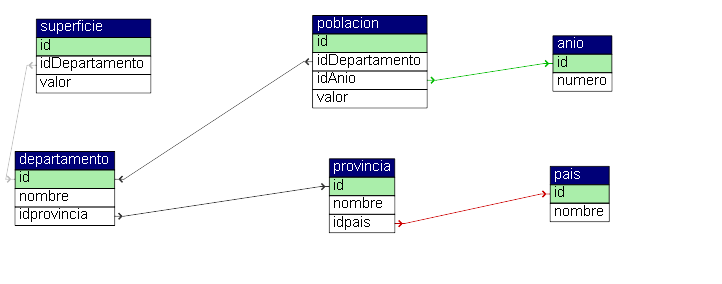 superficie
id
idDepartamento
valor
poblacion
id
idDepartamento
idAnio
valor
anio
id
numero
departamento
id
nombre
idprovincia
provincia
id
nombre
idpais
pais
id
nombre